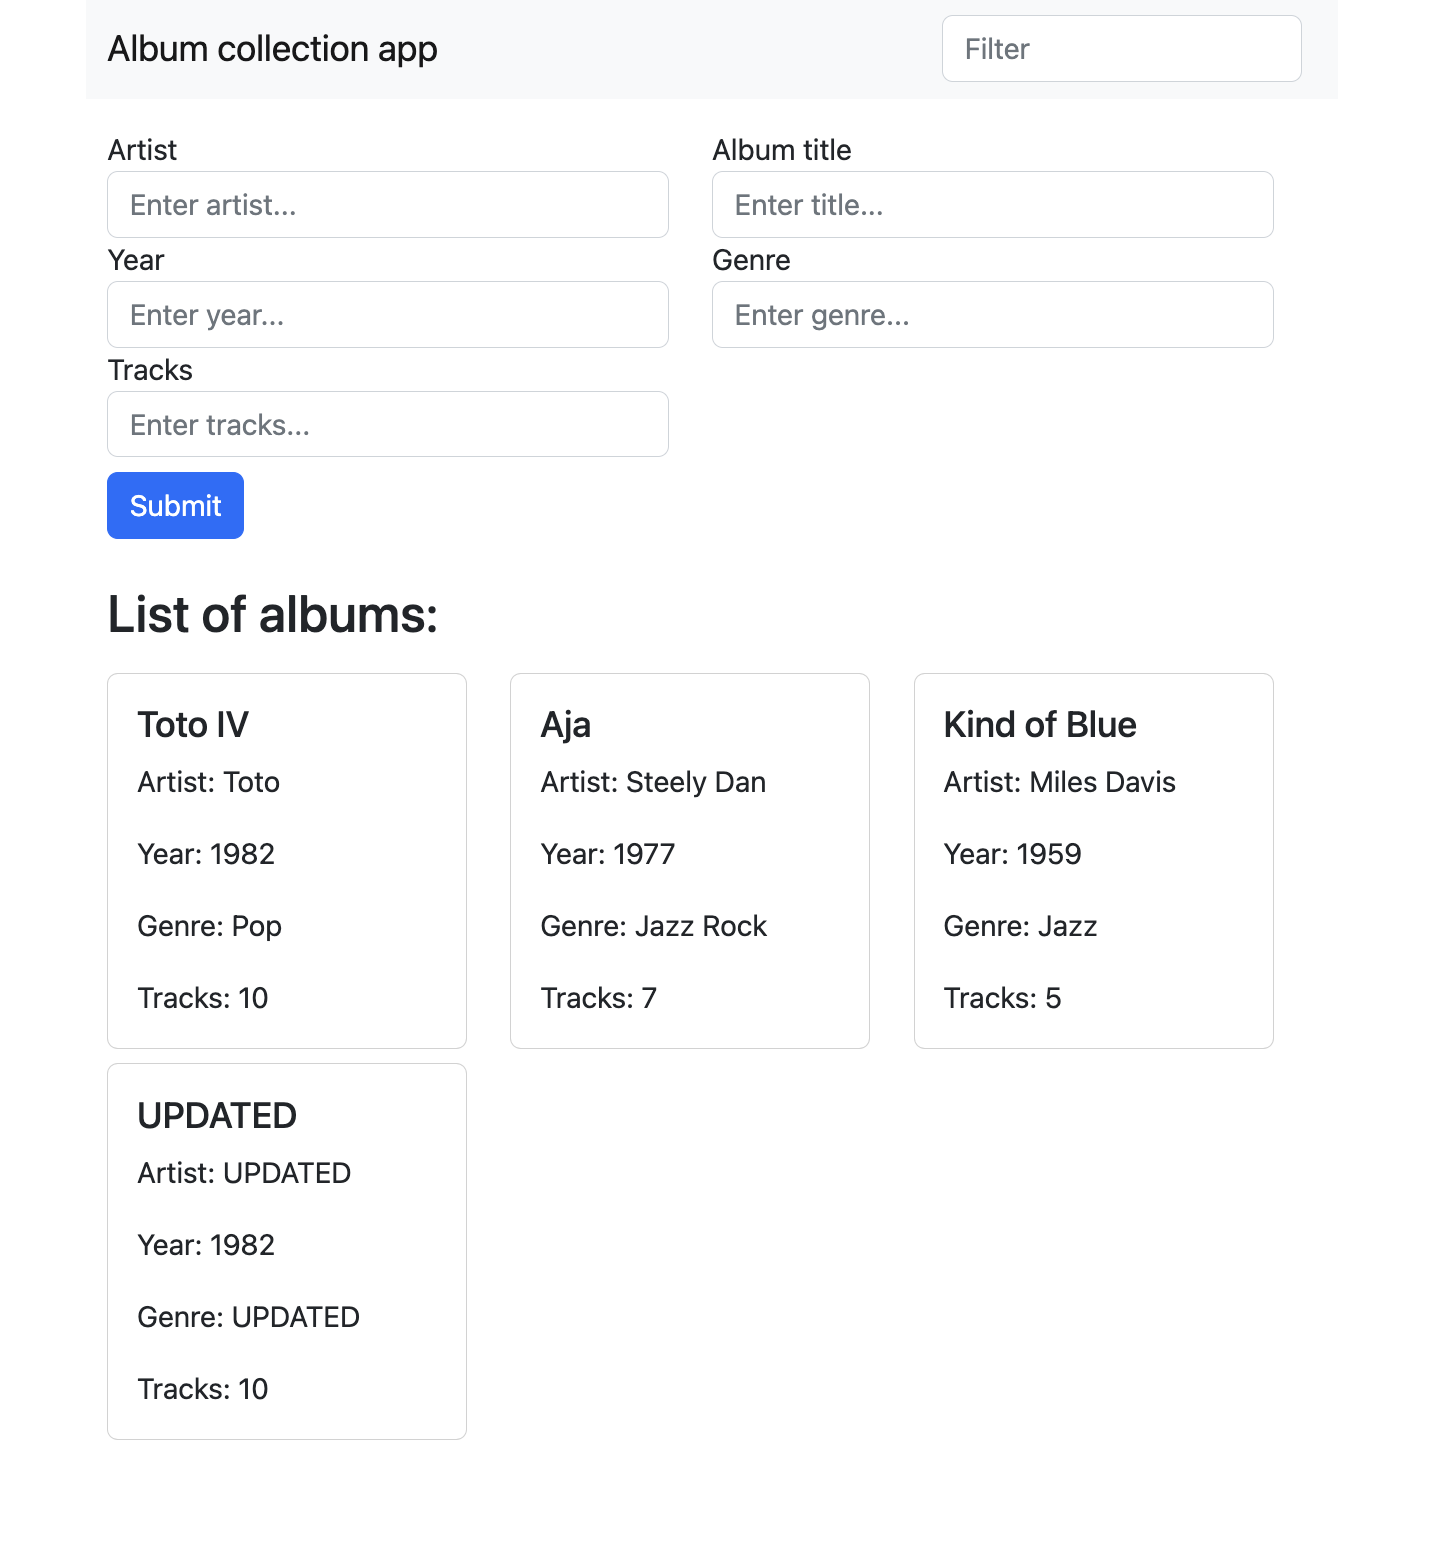 Album collection app
Filter
Artist
Album title
Enter artist...
Enter title...
Year
Genre
Enter year...
Enter genre...
Tracks
Enter tracks...
Submit
List of albums:
Toto IV
Artist: Toto
Year: 1982
Genre: Pop
Tracks: 10
Aja
Artist: Steely Dan
Year: 1977
Genre: Jazz Rock
Tracks: 7
Kind of Blue
Artist: Miles Davis
Year: 1959
Genre: Jazz
Tracks: 5
UPDATED
Artist: UPDATED
Year: 1982
Genre: UPDATED
Tracks: 10